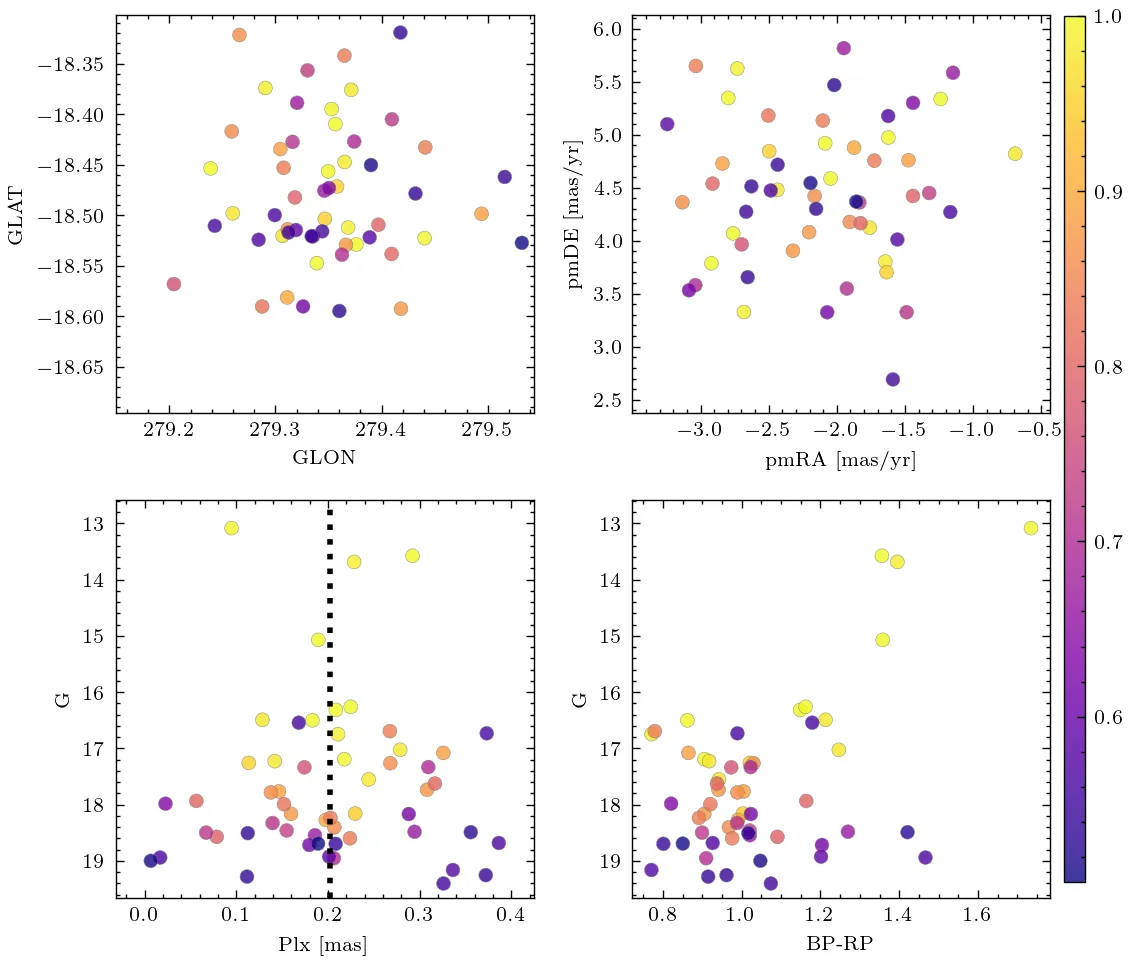 −18.35
−18.40
−18.45
−18.50
−18.55
−18.60
−18.65
GLAT
279.2 279.3 279.4 279.5
GLON
6.0
5.5
5.0
4.5
4.0
3.5
3.0
2.5
pmDE [mas/yr]
−3.0 −2.5 −2.0 −1.5 −1.0 −0.5
pmRA [mas/yr]
13
14
15
16
17
18
19
G
0.0 0.1 0.2 0.3 0.4
Plx [mas]
13
14
15
16
17
18
19
G
0.8 1.0 1.2 1.4 1.6
BP-RP
1.0
0.9
0.8
0.7
0.6